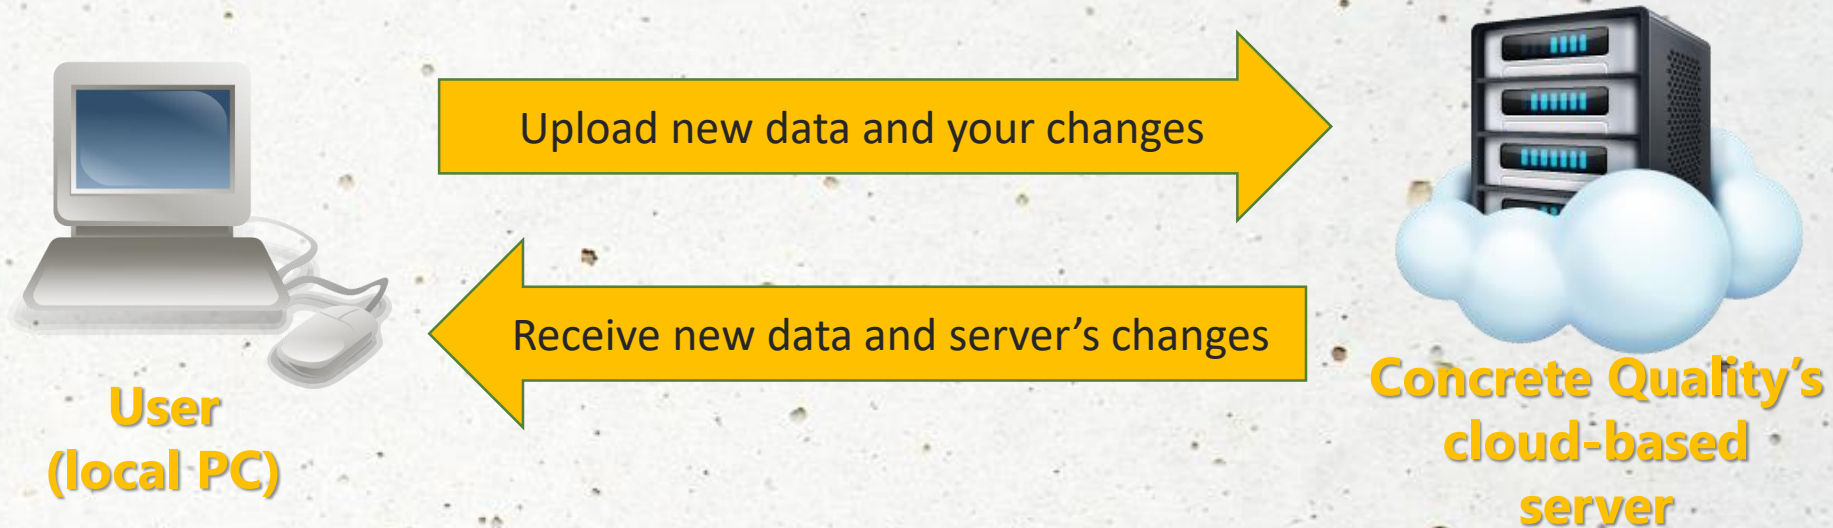 Upload new data and your changes
Receive new data and server’s changes
User
(local PC)
Concrete Quality’s
cloud-based
server